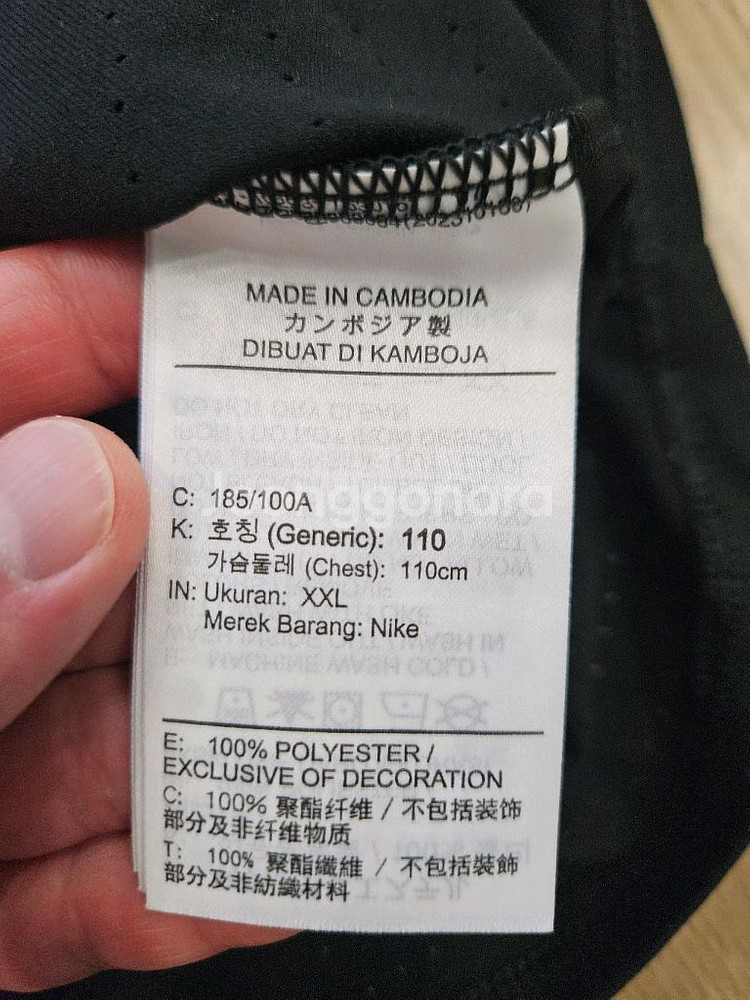 MADE IN CAMBODIA
カンボジア製
DIBUAT DI KAMBOJA
Joonggonara
C: 185/100A
K: 호칭 (Generic): 110
가슴둘레 (Chest): 110cm
IN: Ukuran: XXL
Merek Barang: Nike
E: 100% POLYESTER /
EXCLUSIVE OF DECORATION
C: 100% 聚酯纤维 / 不包括装饰
部分及非纤维物质
T: 100% 聚酯纖維 / 不包括裝飾
部分及非紡織材料